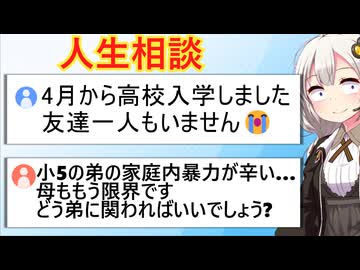 人生相談
4月から高校入学しました
友達一人もいません😭
小5の弟の家庭内暴力が辛い...
母ももう限界です
どう弟に関わればいいでしょう?